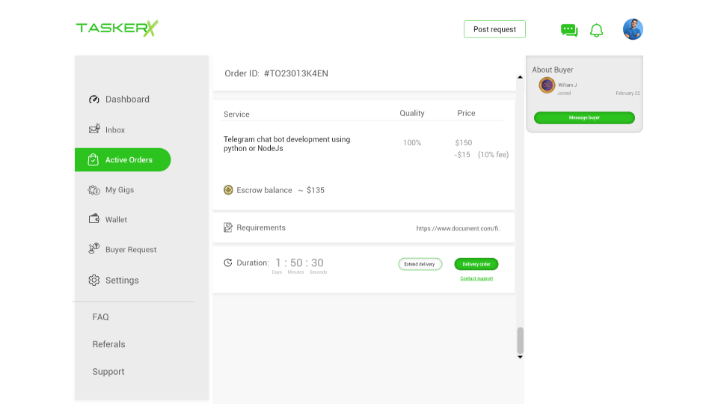 TASKERX
Post request
Dashboard
Inbox
Active Orders
My Gigs
Wallet
Buyer Request
Settings
FAQ
Referals
Support
Order ID: #TO23013K4EN
Service Quality Price
Telegram chat bot development using
python or NodeJs
100% $150
-$15 (10% fee)
Escrow balance ~ $135
Requirements https://www.document.com/fi..
Duration: 1 : 50 : 30
Days Minutes Seconds
Extend delivery
Delivery order
Contact support
About Buyer
William J
Joined February 22
Message buyer